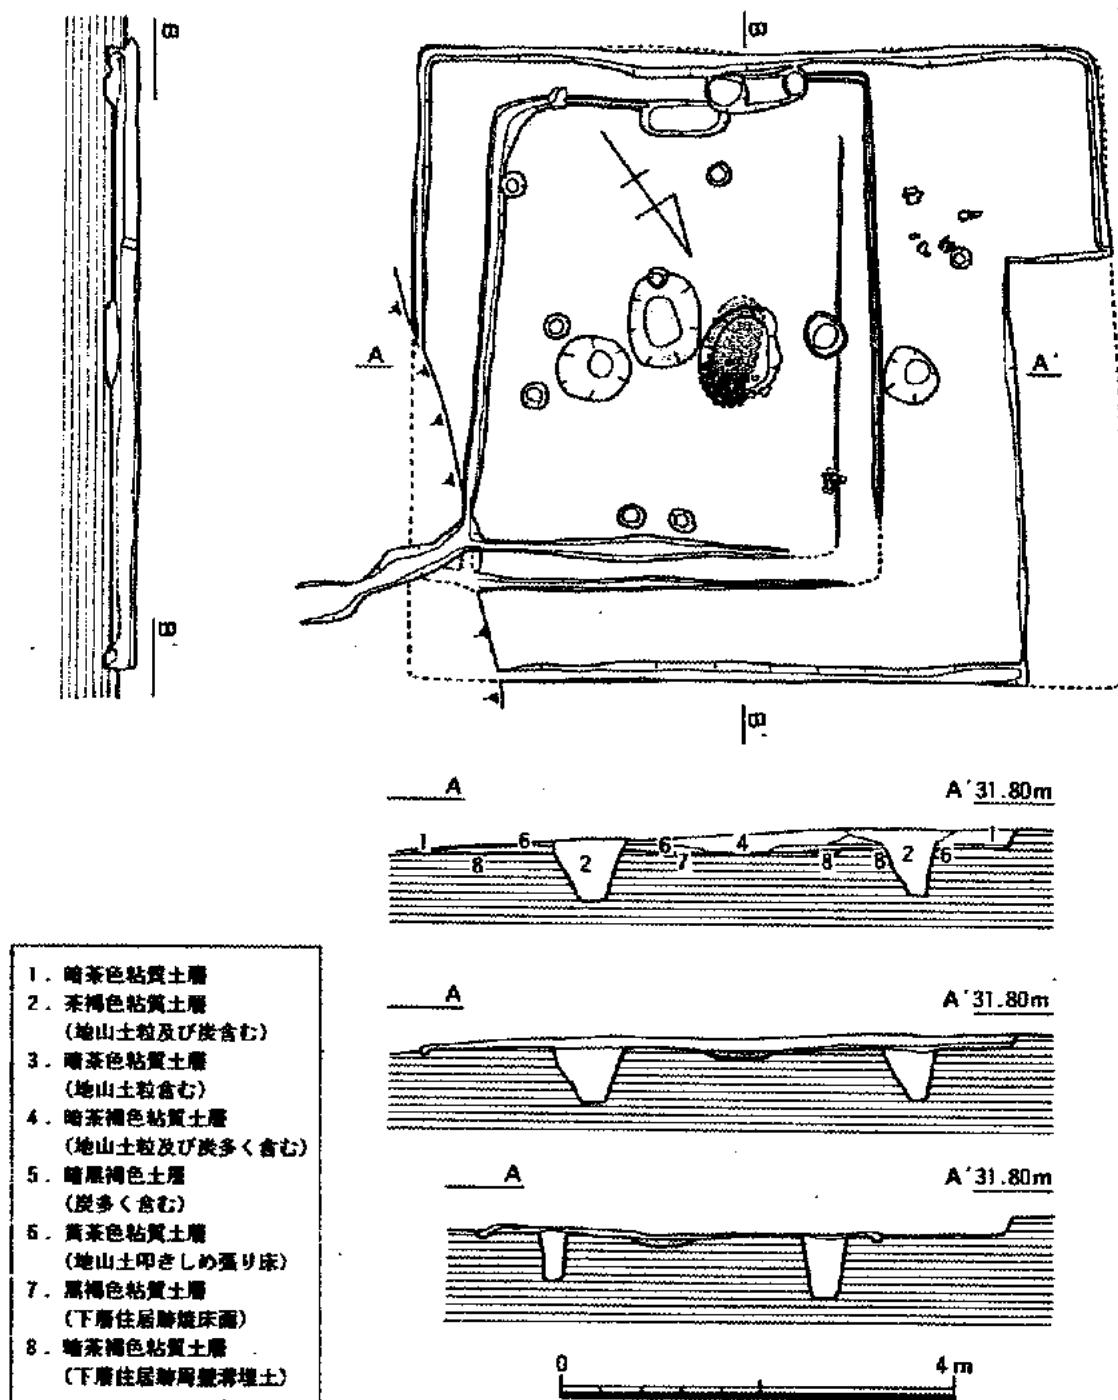 B
B
A
A'
B
B
A
A'31.80m
1
6
2
6
7
4
8
8
2
6
1
8
A
A'31.80m
A
A'31.80m
0
4m
1. 暗茶色粘質土層
2. 茶褐色粘質土層
(地山土粒及び炭含む)
3. 暗茶色粘質土層
(地山土粒含む)
4. 暗茶褐色粘質土層
(地山土粒及び炭多く含む)
5. 暗黒褐色土層
(炭多く含む)
6. 黄茶色粘質土層
(地山土叩きしめ張り床)
7. 黒褐色粘質土層
(下層住居跡焼床面)
8. 暗茶褐色粘質土層
(下層住居跡周壁溝埋土)